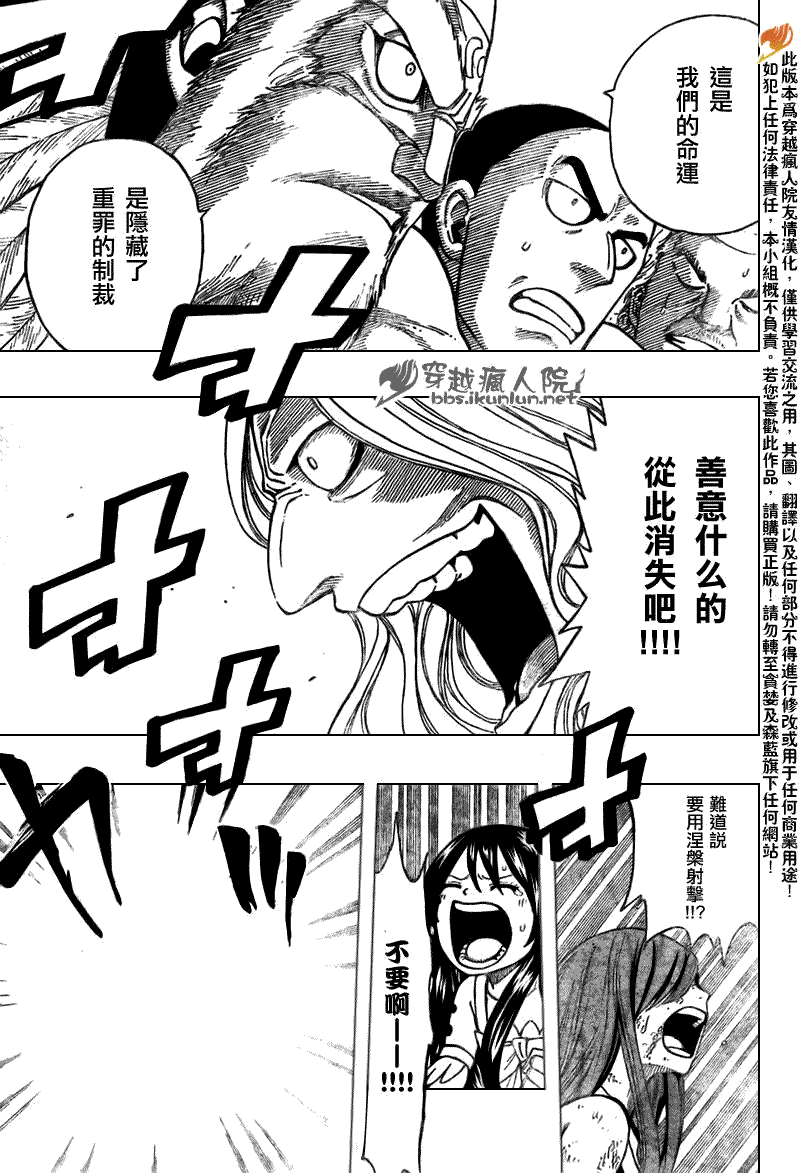 這是
我們的命運
是隱藏了
重罪的制裁
穿越瘋人院
bbs.ikunlun.net
善意什么的
從此消失吧
!!!!
難道說
要用涅槃射擊!!?
不要啊——!!!!
此版本爲穿越瘋人院友情漢化，僅供學習交流之用，其圖、翻譯以及任何部分不得進行修改或用于任何商業用途！
如犯上任何法律責任，本小組概不負責。若您喜歡此作品，請購買正版！請勿轉至貪婪及森藍旗下任何網站！